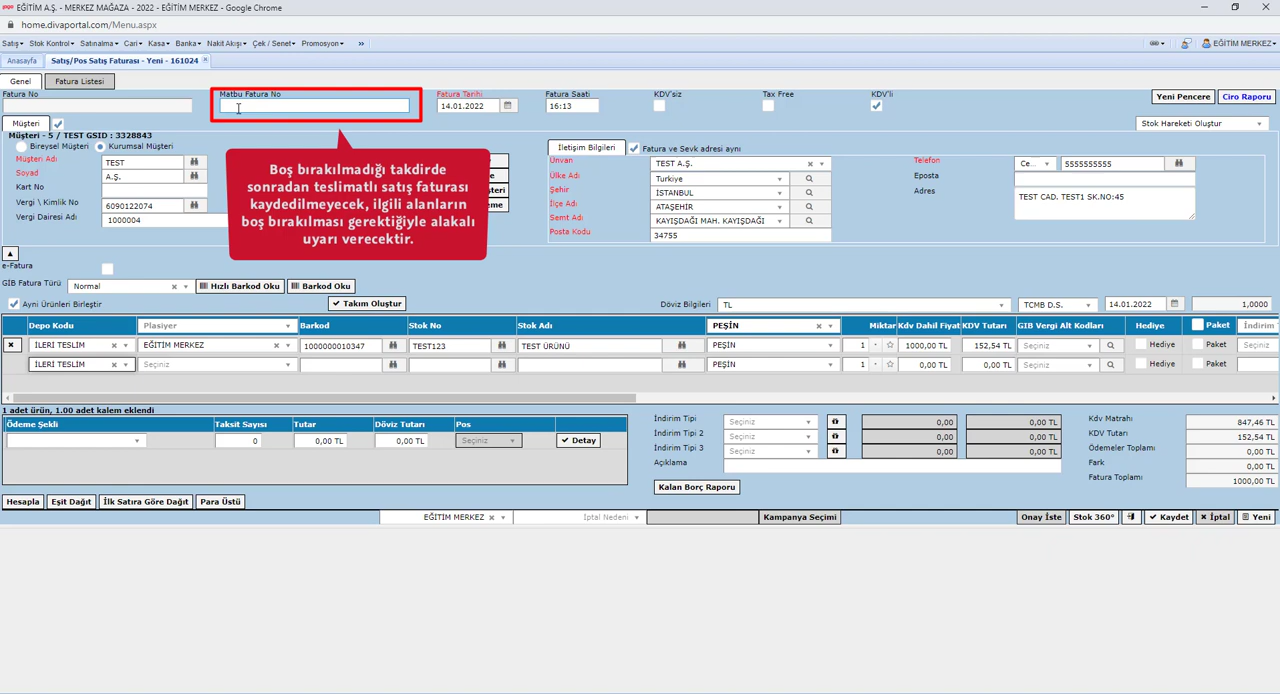 EĞİTİM A.Ş. - MERKEZ MAĞAZA - 2022 - EĞİTİM MERKEZ - Google Chrome
home.divaportal.com/Menu.aspx
Satış Stok Kontrol Satınalma Cari Kasa Banka Nakit Akışı Çek / Senet Promosyon » EĞİTİM MERKEZ
Anasayfa Satış/Pos Satış Faturası - Yeni - 161024
Genel Fatura Listesi
Fatura No Matbu Fatura No Fatura Tarihi Fatura Saati KDV'siz Tax Free KDV'li
14.01.2022 16:13 Yeni Pencere Ciro Raporu
Müşteri Stok Hareketi Oluştur
Müşteri - 5 / TEST GSID : 3328843
Bireysel Müşteri Kurumsal Müşteri İletişim Bilgileri Fatura ve Sevk adresi aynı
Müşteri Adı TEST Ünvan TEST A.Ş. Telefon Ce... 5555555555
Soyad A.Ş. Ülke Adı Turkiye Eposta
Kart No Şehir İSTANBUL Adres TEST CAD. TEST1 SK.NO:45
Vergi \ Kimlik No 6090122074 İlçe Adı ATAŞEHİR
Vergi Dairesi Adı 1000004 Semt Adı KAYIŞDAĞI MAH. KAYIŞDAĞI
Posta Kodu 34755
Boş bırakılmadığı takdirde
sonradan teslimatlı satış faturası
kaydedilmeyecek, ilgili alanların
boş bırakılması gerektiğiyle alakalı
uyarı verecektir.
e-Fatura
GİB Fatura Türü Normal Hızlı Barkod Oku Barkod Oku
Ayni Ürünleri Birleştir Takım Oluştur Döviz Bilgileri TL TCMB D.S. 14.01.2022 1,0000
Depo Kodu Plasiyer Barkod Stok No Stok Adı PEŞİN Miktar Kdv Dahil Fiyat KDV Tutarı GIB Vergi Alt Kodları Hediye Paket İndirim
İLERİ TESLİM EĞİTİM MERKEZ 1000000010347 TEST123 TEST ÜRÜNÜ PEŞİN 1 1000,00 TL 152,54 TL Seçiniz Hediye Paket Seçiniz
İLERİ TESLİM Seçiniz PEŞİN 1 0,00 TL 0,00 TL Seçiniz Hediye Paket
1 adet ürün, 1.00 adet kalem eklendi
Ödeme Şekli Taksit Sayısı Tutar Döviz Tutarı Pos
0 0,00 TL 0,00 TL Seçiniz Detay
İndirim Tipi Seçiniz 0,00 0,00 Kdv Matrahı 847,46 TL
İndirim Tipi 2 Seçiniz 0,00 0,00 KDV Tutarı 152,54 TL
İndirim Tipi 3 Seçiniz 0,00 0,00 Ödemeler Toplamı 0,00 TL
Açıklama Fark 0,00 TL
Kalan Borç Raporu Fatura Toplamı 1000,00 TL
Hesapla Eşit Dağıt İlk Satıra Göre Dağıt Para Üstü
EĞİTİM MERKEZ İptal Nedeni Kampanya Seçimi Onay İste Stok 360° Kaydet İptal Yeni